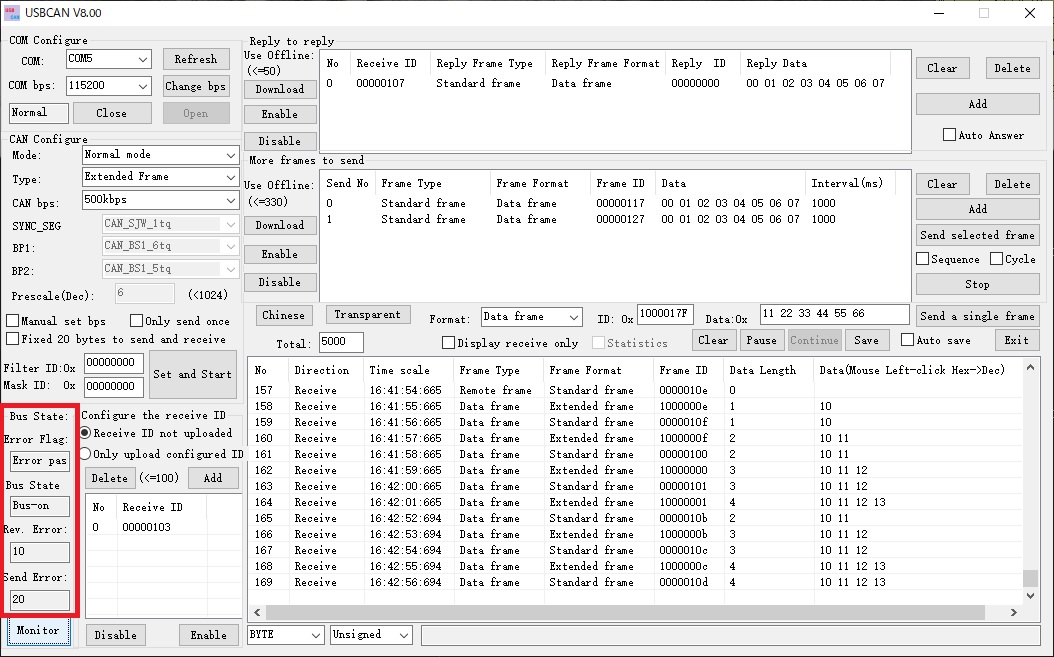 USBCAN V8.00
COM Configure
COM:
COM5
Refresh
COM bps:
115200
Change bps
Normal
Close
Open
CAN Configure
Mode:
Normal mode
Type:
Extended Frame
CAN bps:
500kbps
SYNC_SEG
CAN_SJW_1tq
BP1:
CAN_BS1_6tq
BP2:
CAN_BS1_5tq
Prescale(Dec):
6
(<1024)
Manual set bps
Only send once
Fixed 20 bytes to send and receive
Filter ID:0x
00000000
Mask ID: 0x
00000000
Set and Start
Bus State:
Error Flag:
Error pas
Bus State
Bus-on
Rev. Error:
10
Send Error:
20
Monitor
Configure the receive ID
Receive ID not uploaded
Only upload configured ID
Delete
(<=100)
Add
No Receive ID
0 00000103
Disable
Enable
Reply to reply
Use Offline:
(<=50)
Download
Enable
Disable
No Receive ID Reply Frame Type Reply Frame Format Reply ID Reply Data
0 00000107 Standard frame Data frame 00000000 00 01 02 03 04 05 06 07
Clear
Delete
Add
Auto Answer
More frames to send
Use Offline:
(<=330)
Download
Enable
Disable
Send No Frame Type Frame Format Frame ID Data Interval(ms)
0 Standard frame Data frame 00000117 00 01 02 03 04 05 06 07 1000
1 Standard frame Data frame 00000127 00 01 02 03 04 05 06 07 1000
Clear
Delete
Add
Send selected frame
Sequence
Cycle
Stop
Chinese
Transparent
Format:
Data frame
ID: 0x
1000017F
Data:0x
11 22 33 44 55 66
Send a single frame
Total:
5000
Display receive only
Statistics
Clear
Pause
Continue
Save
Auto save
Exit
No Direction Time scale Frame Type Frame Format Frame ID Data Length Data(Mouse Left-click Hex->Dec)
157 Receive 16:41:54:665 Remote frame Standard frame 0000010e 0
158 Receive 16:41:55:665 Data frame Extended frame 1000000e 1 10
159 Receive 16:41:56:665 Data frame Standard frame 0000010f 1 10
160 Receive 16:41:57:665 Data frame Extended frame 1000000f 2 10 11
161 Receive 16:41:58:665 Data frame Standard frame 00000100 2 10 11
162 Receive 16:41:59:665 Data frame Extended frame 10000000 3 10 11 12
163 Receive 16:42:00:665 Data frame Standard frame 00000101 3 10 11 12
164 Receive 16:42:01:665 Data frame Extended frame 10000001 4 10 11 12 13
165 Receive 16:42:52:694 Data frame Standard frame 0000010b 2 10 11
166 Receive 16:42:53:694 Data frame Extended frame 1000000b 3 10 11 12
167 Receive 16:42:54:694 Data frame Standard frame 0000010c 3 10 11 12
168 Receive 16:42:55:694 Data frame Extended frame 1000000c 4 10 11 12 13
169 Receive 16:42:56:694 Data frame Standard frame 0000010d 4 10 11 12 13
BYTE
Unsigned